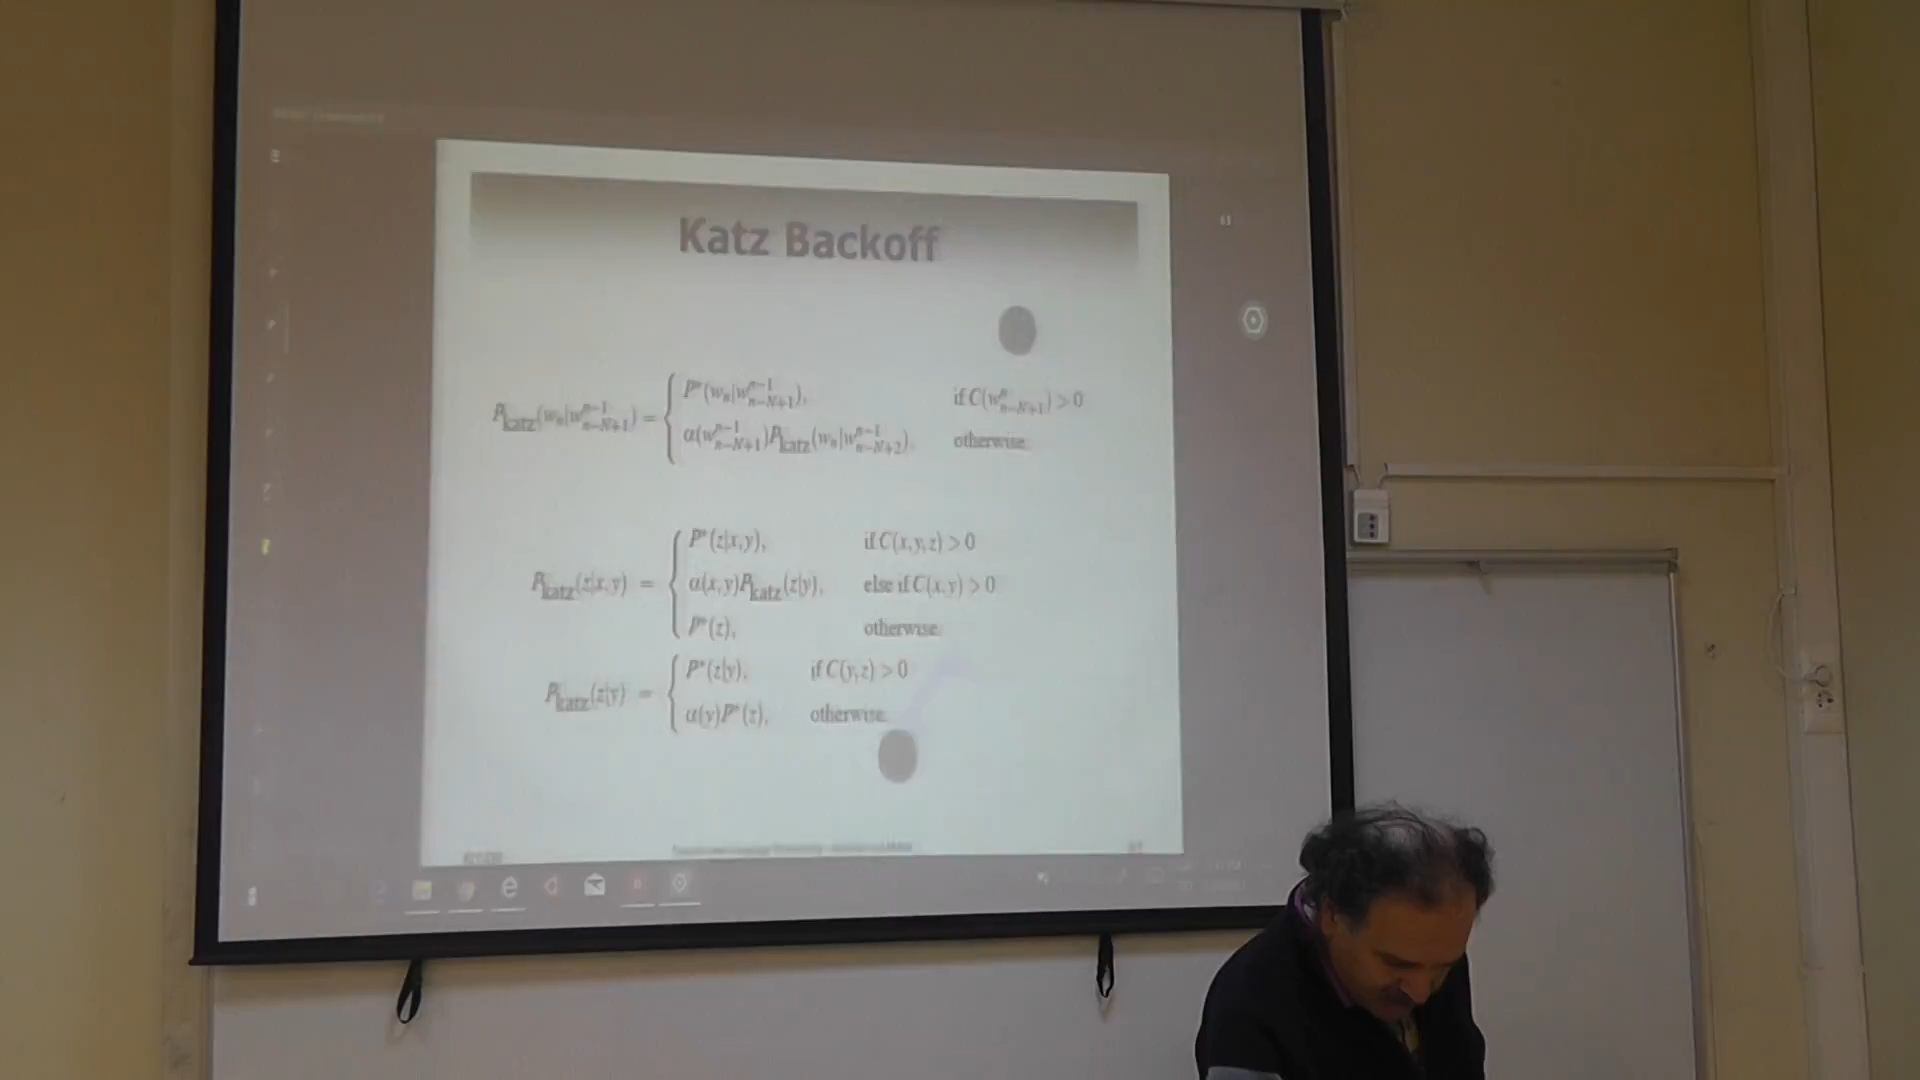 Katz Backoff
P_katz(w_n|w_{n-N+1}^{n-1}) = { P*(w_n|w_{n-N+1}^{n-1}), if C(w_{n-N+1}^n) > 0
α(w_{n-N+1}^{n-1})P_katz(w_n|w_{n-N+2}^{n-1}), otherwise.
P_katz(z|x,y) = { P*(z|x,y), if C(x,y,z) > 0
α(x,y)P_katz(z|y), else if C(x,y) > 0
P*(z), otherwise.
P_katz(z|y) = { P*(z|y), if C(y,z) > 0
α(y)P*(z), otherwise.